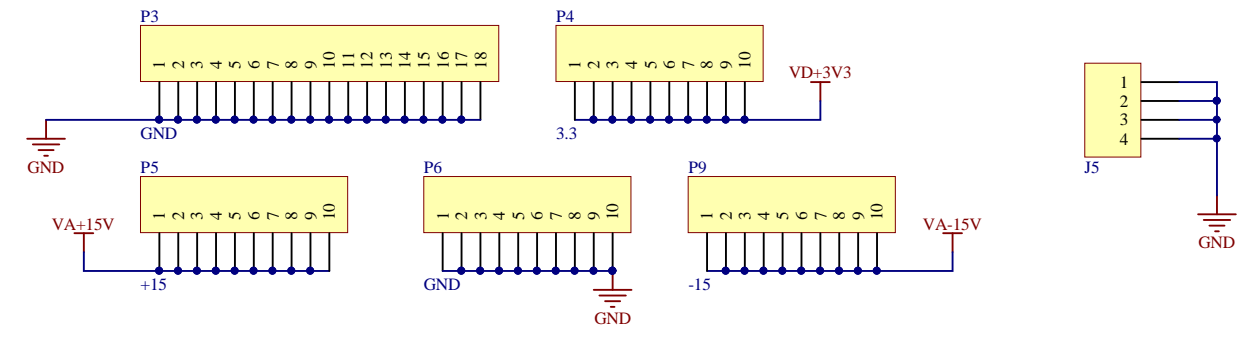 P3
1 2 3 4 5 6 7 8 9 10 11 12 13 14 15 16 17 18
GND
GND
P4
1 2 3 4 5 6 7 8 9 10
3.3
VD+3V3
J5
1
2
3
4
GND
P5
1 2 3 4 5 6 7 8 9 10
VA+15V
+15
P6
1 2 3 4 5 6 7 8 9 10
GND
GND
P9
1 2 3 4 5 6 7 8 9 10
-15
VA-15V